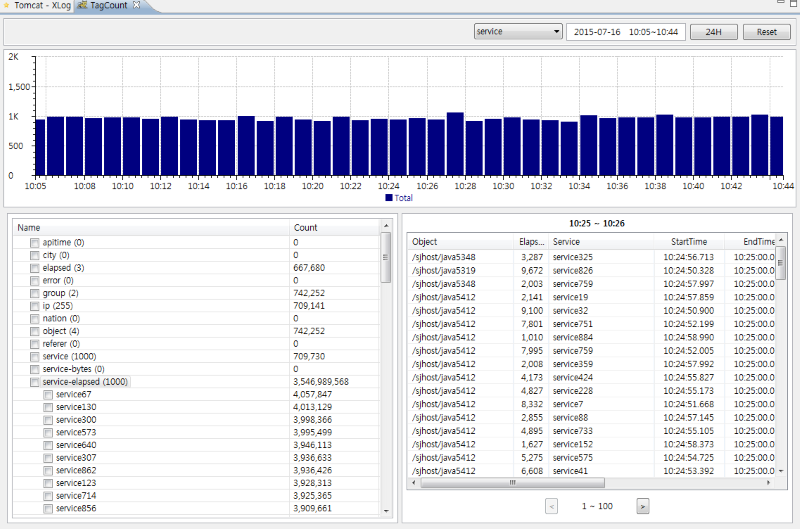 Tomcat - XLog TagCount
service 2015-07-16 10:05~10:44 24H Reset
2K
1,500
1K
500
0
10:05 10:08 10:10 10:12 10:14 10:16 10:18 10:20 10:22 10:24 10:26 10:28 10:30 10:32 10:34 10:36 10:38 10:40 10:42 10:44
Total
Name Count
apitime (0) 0
city (0) 0
elapsed (3) 667,680
error (0) 0
group (2) 742,252
ip (255) 709,141
nation (0) 0
object (4) 742,252
referer (0) 0
service (1000) 709,730
service-bytes (0) 0
service-elapsed (1000) 3,546,989,568
service67 4,057,847
service130 4,013,129
service300 3,998,366
service573 3,995,499
service640 3,946,113
service307 3,936,633
service862 3,936,426
service123 3,928,313
service714 3,925,365
service856 3,909,661
10:25 ~ 10:26
Object Elaps... Service StartTime EndTime
/sjhost/java5348 3,287 service325 10:24:56.713 10:25:00.0
/sjhost/java5319 9,672 service826 10:24:50.328 10:25:00.0
/sjhost/java5348 2,003 service759 10:24:57.997 10:25:00.0
/sjhost/java5412 2,141 service19 10:24:57.859 10:25:00.0
/sjhost/java5412 9,100 service32 10:24:50.900 10:25:00.0
/sjhost/java5412 7,801 service751 10:24:52.199 10:25:00.0
/sjhost/java5412 1,010 service884 10:24:58.990 10:25:00.0
/sjhost/java5412 7,995 service759 10:24:52.005 10:25:00.0
/sjhost/java5412 2,008 service359 10:24:57.992 10:25:00.0
/sjhost/java5412 4,173 service424 10:24:55.827 10:25:00.0
/sjhost/java5412 4,827 service228 10:24:55.173 10:25:00.0
/sjhost/java5412 8,332 service7 10:24:51.668 10:25:00.0
/sjhost/java5412 2,855 service88 10:24:57.145 10:25:00.0
/sjhost/java5412 4,895 service733 10:24:55.105 10:25:00.0
/sjhost/java5412 1,627 service152 10:24:58.373 10:25:00.0
/sjhost/java5412 5,275 service575 10:24:54.725 10:25:00.0
/sjhost/java5412 6,608 service41 10:24:53.392 10:25:00.0
< 1 ~ 100 >